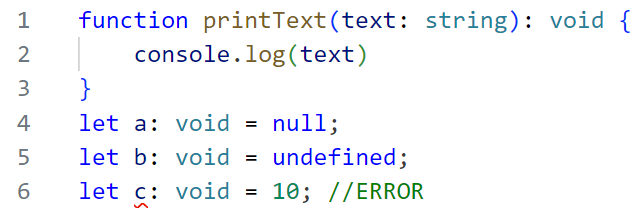 1 function printText(text: string): void {
2     console.log(text)
3 }
4 let a: void = null;
5 let b: void = undefined;
6 let c: void = 10; //ERROR